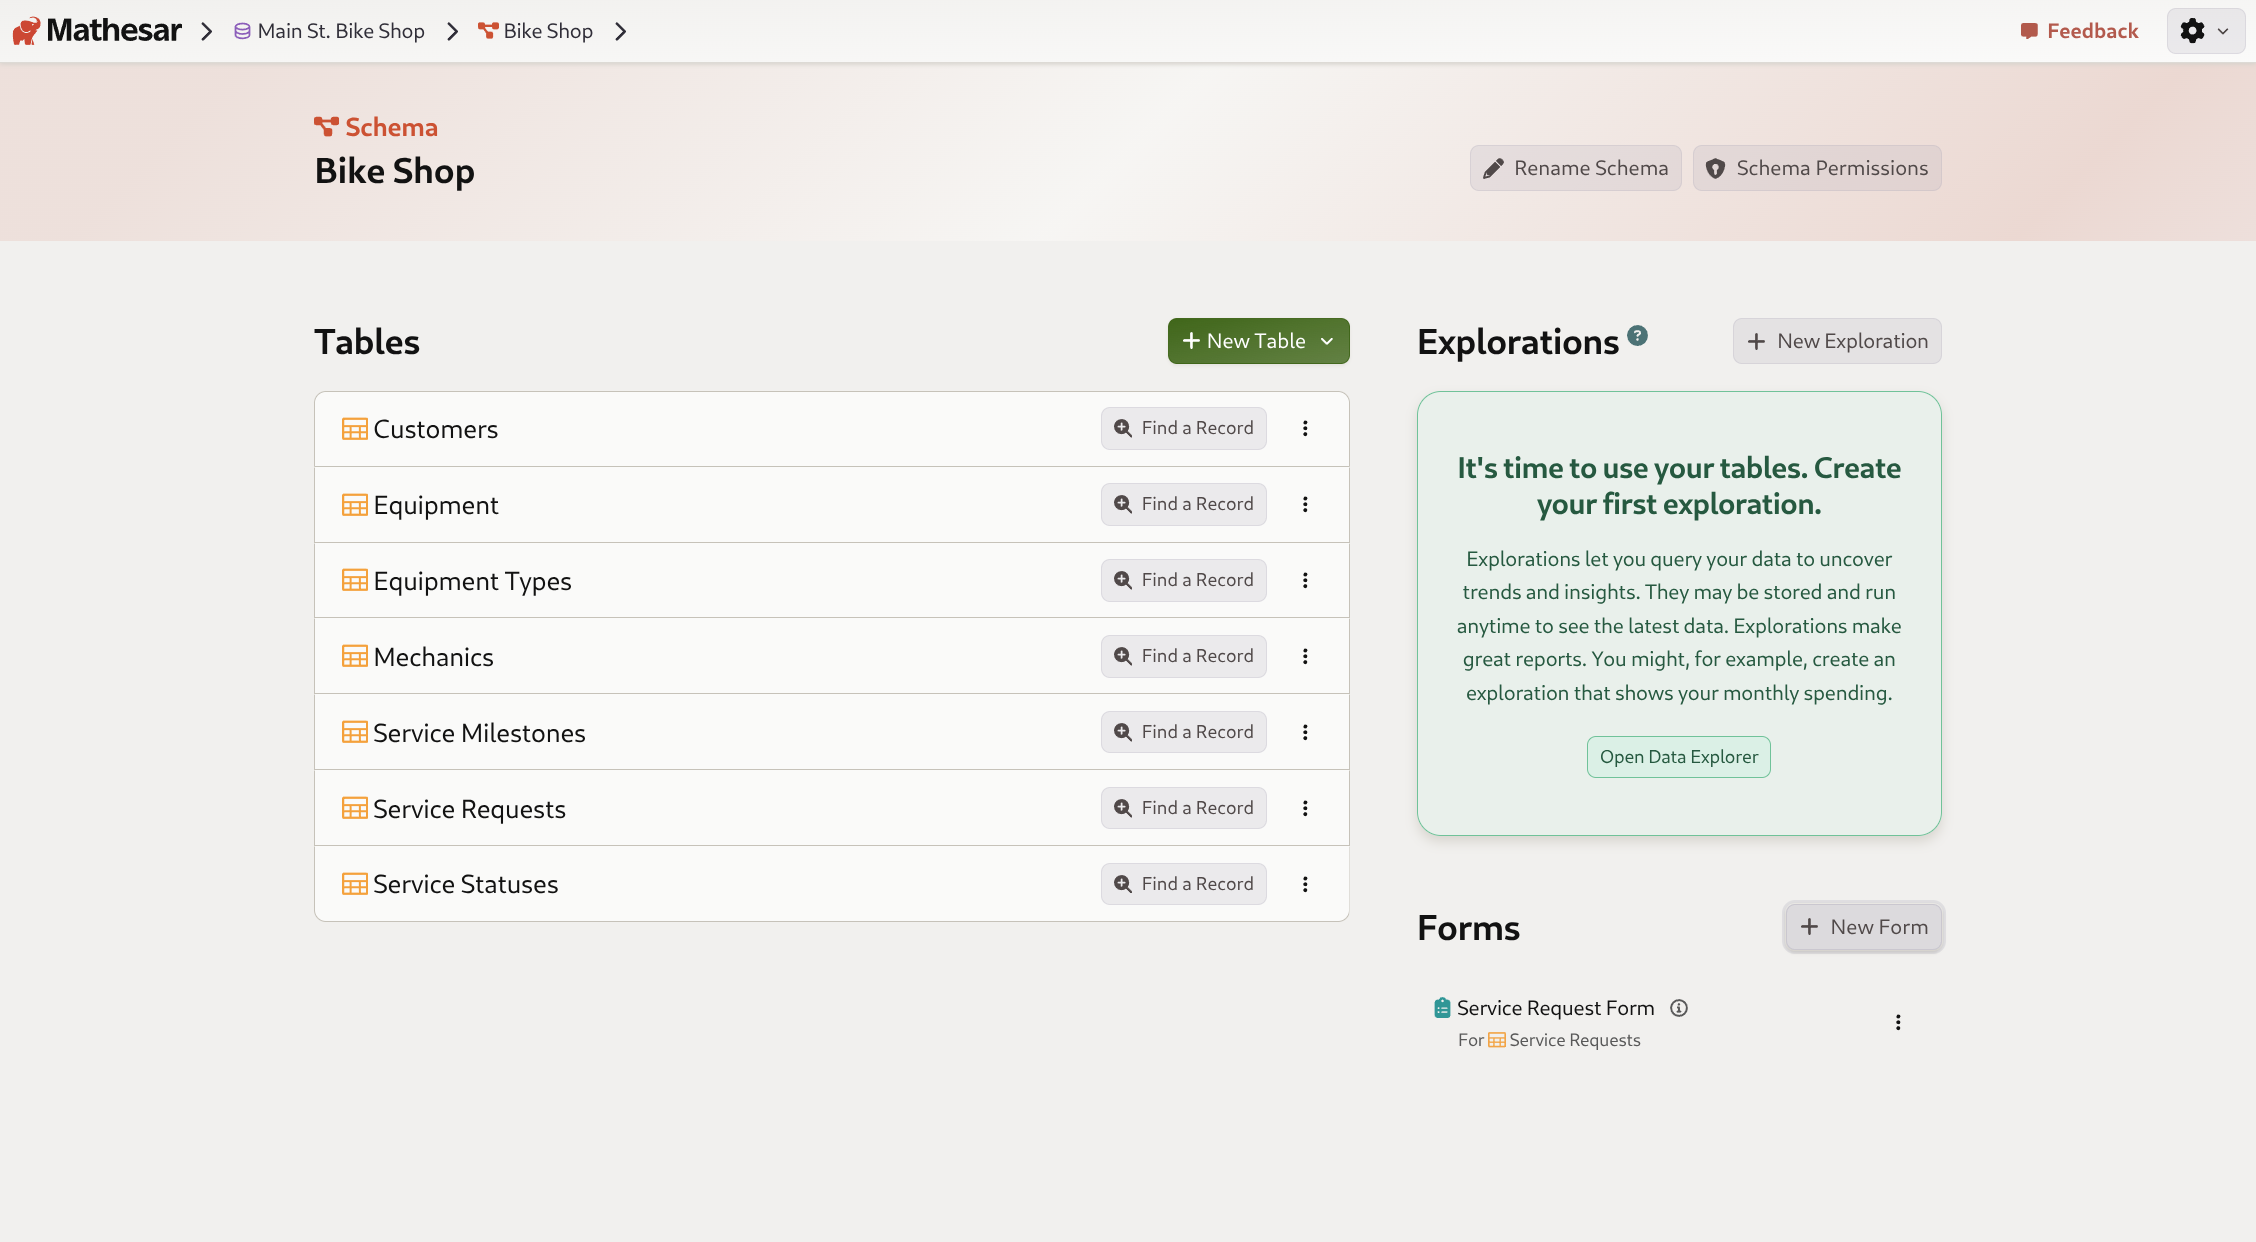 Mathesar
Main St. Bike Shop
Bike Shop
Feedback
Schema
Bike Shop
Rename Schema
Schema Permissions
Tables
New Table
Customers
Find a Record
Equipment
Find a Record
Equipment Types
Find a Record
Mechanics
Find a Record
Service Milestones
Find a Record
Service Requests
Find a Record
Service Statuses
Find a Record
Explorations ?
New Exploration
It's time to use your tables. Create
your first exploration.
Explorations let you query your data to uncover
trends and insights. They may be stored and run
anytime to see the latest data. Explorations make
great reports. You might, for example, create an
exploration that shows your monthly spending.
Open Data Explorer
Forms
New Form
Service Request Form
For Service Requests